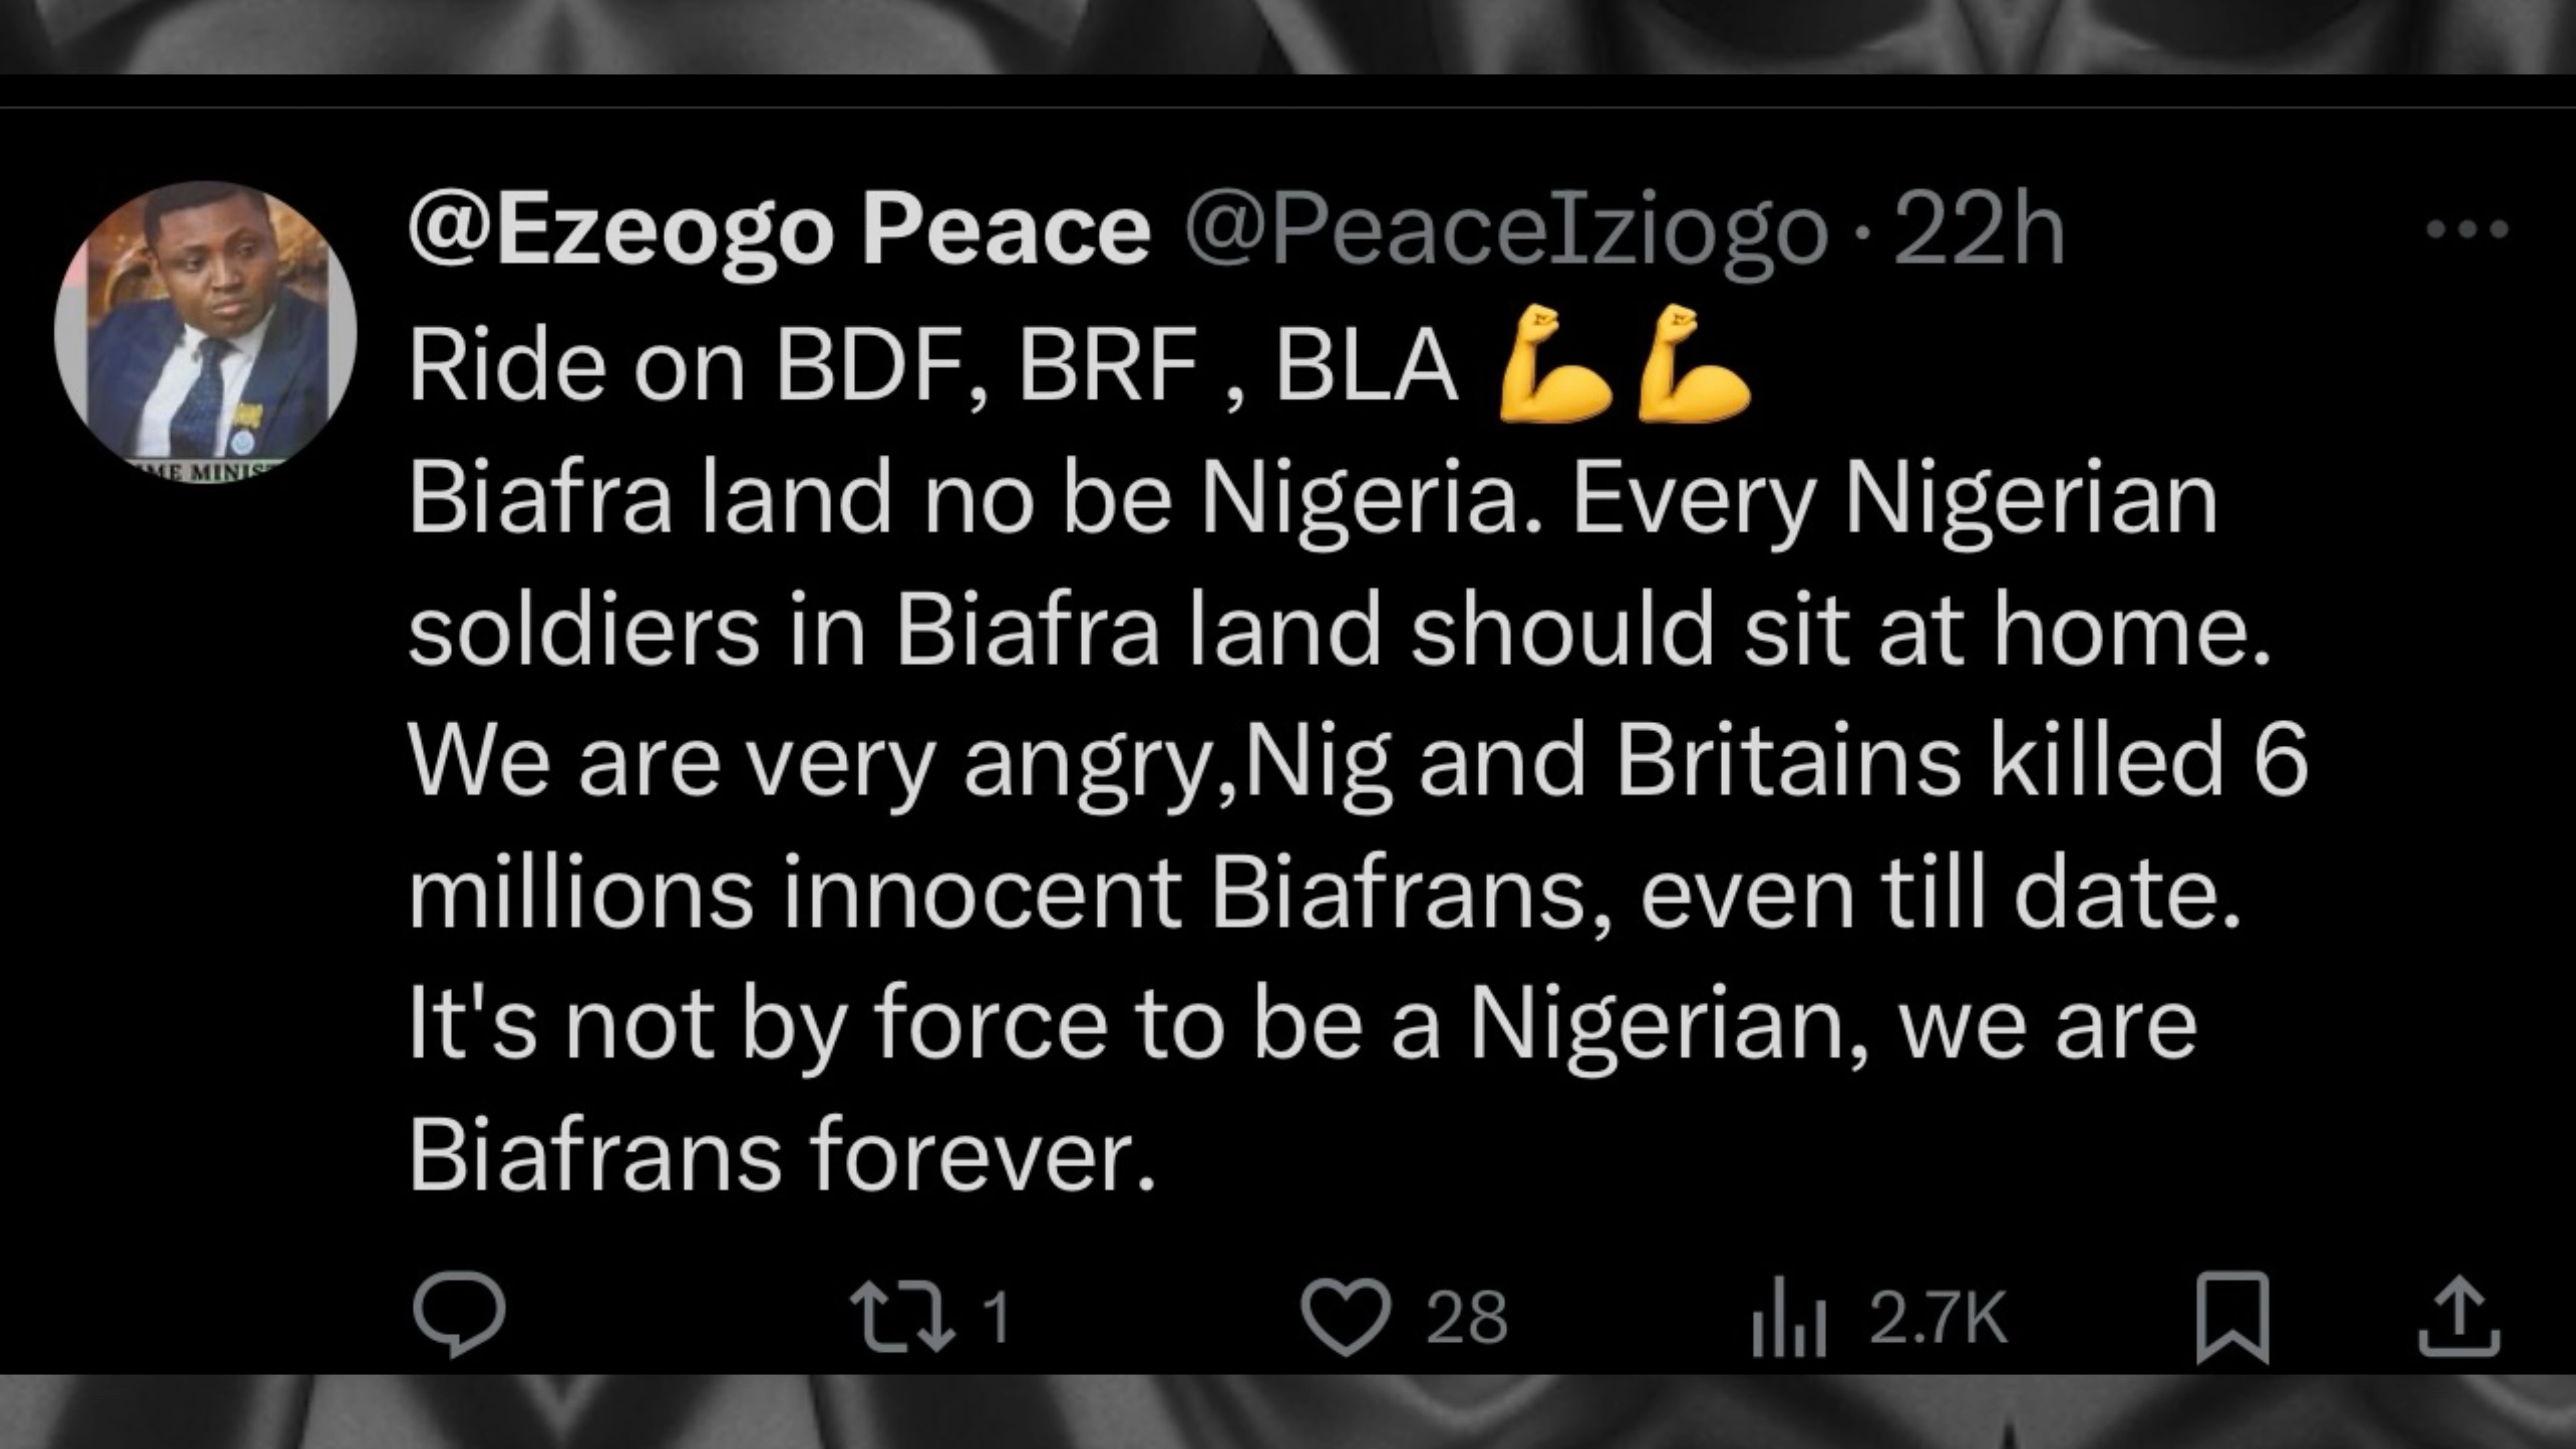 @Ezeogo Peace @PeaceIziogo · 22h
Ride on BDF, BRF , BLA 💪💪
Biafra land no be Nigeria. Every Nigerian
soldiers in Biafra land should sit at home.
We are very angry,Nig and Britains killed 6
millions innocent Biafrans, even till date.
It's not by force to be a Nigerian, we are
Biafrans forever.
1 28 2.7K